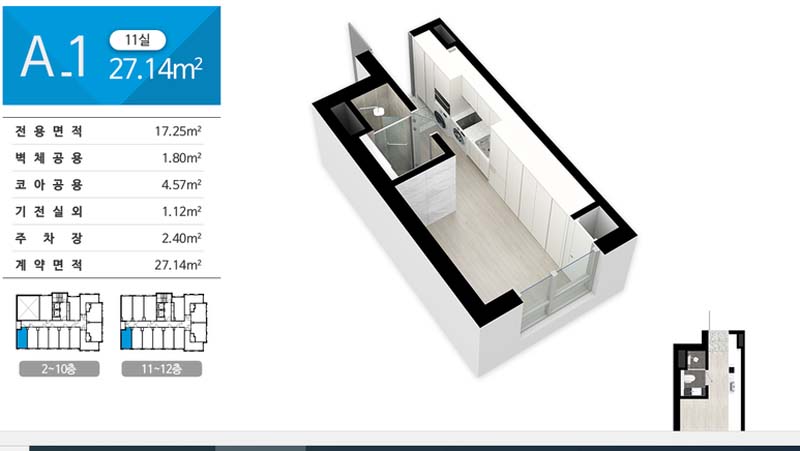 A_1
11실
27.14m²
전용면적 17.25m²
벽체공용 1.80m²
코아공용 4.57m²
기전실외 1.12m²
주차장 2.40m²
계약면적 27.14m²
2~10층
11~12층